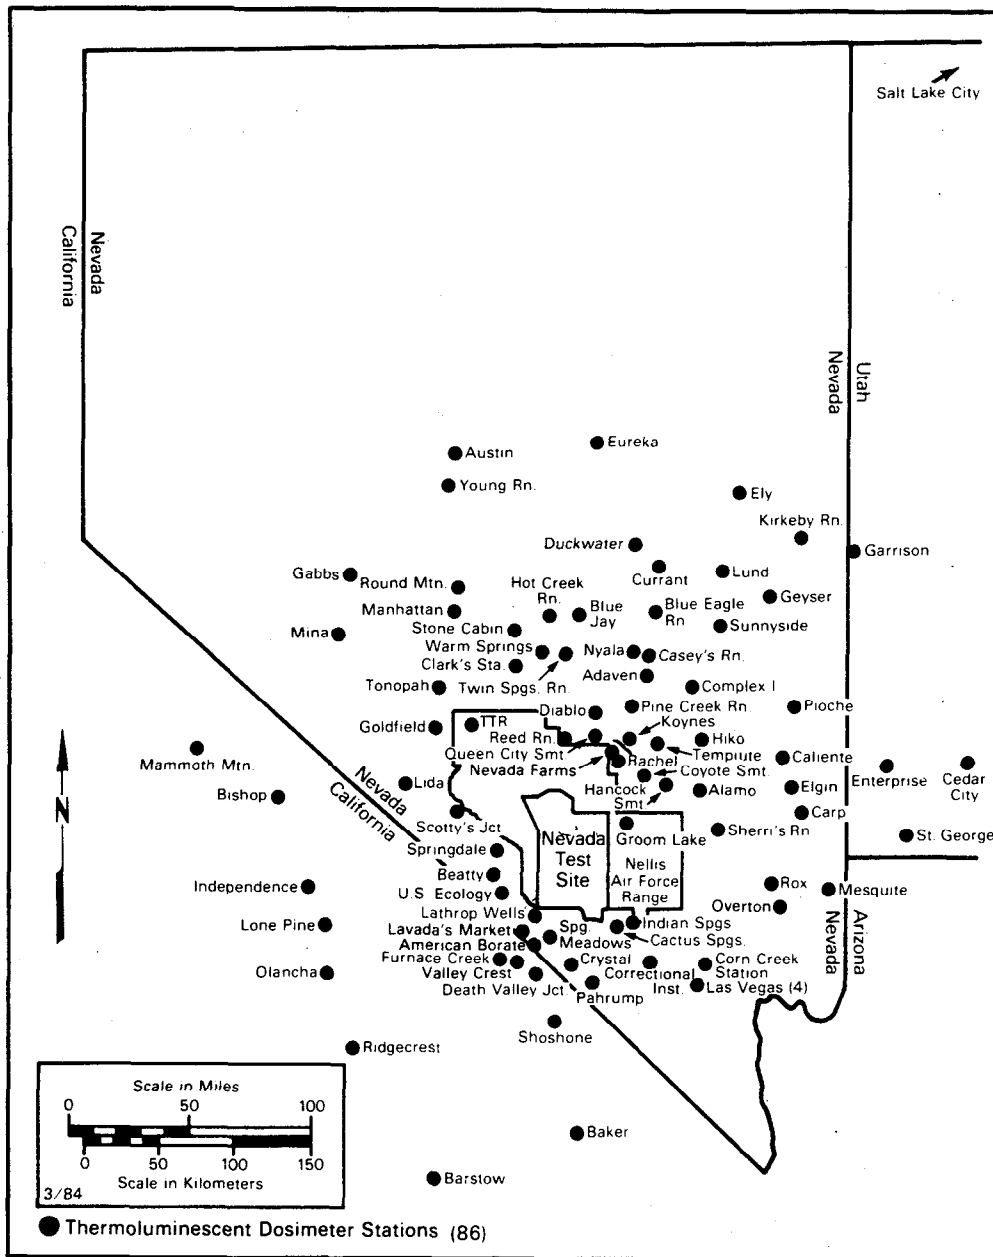 Salt Lake City
Nevada
California
Nevada
Utah
Austin
Eureka
Young Rn.
Ely
Kirkeby Rn.
Duckwater
Garrison
Gabbs
Round Mtn.
Hot Creek
Rn.
Currant
Lund
Manhattan
Blue
Jay
Blue Eagle
Rn
Geyser
Mina
Stone Cabin
Sunnyside
Warm Springs
Nyala
Casey's Rn.
Clark's Sta.
Adaven
Tonopah
Twin Spgs. Rn.
Complex I
Diablo
Pine Creek Rn.
Pioche
Goldfield
TTR
Koynes
Reed Rn.
Hiko
Queen City Smt.
Tempiute
Mammoth Mtn.
Nevada Farms
Rachel
Coyote Smt.
Caliente
Enterprise
Cedar
City
Nevada
California
Bishop
Lida
Hancock
Smt.
Alamo
Elgin
N
Scotty's Jct
Carp
Nevada
Test
Site
Groom Lake
Sherri's Rn
St. George
Springdale
Nellis
Air Force
Range
Beatty
Independence
U.S Ecology
Rox
Mesquite
Lathrop Wells
Overton
Lone Pine
Lavada's Market
Spg.
Meadows
Indian Spgs
Cactus Spgs.
Nevada
Arizona
American Borate
Furnace Creek
Crystal
Corn Creek
Station
Olancha
Valley Crest
Correctional
Inst.
Death Valley Jct.
Las Vegas (4)
Pahrump
Shoshone
Ridgecrest
Scale in Miles
0 50 100
0 50 100 150
Scale in Kilometers
3/84
Baker
Barstow
Thermoluminescent Dosimeter Stations (86)